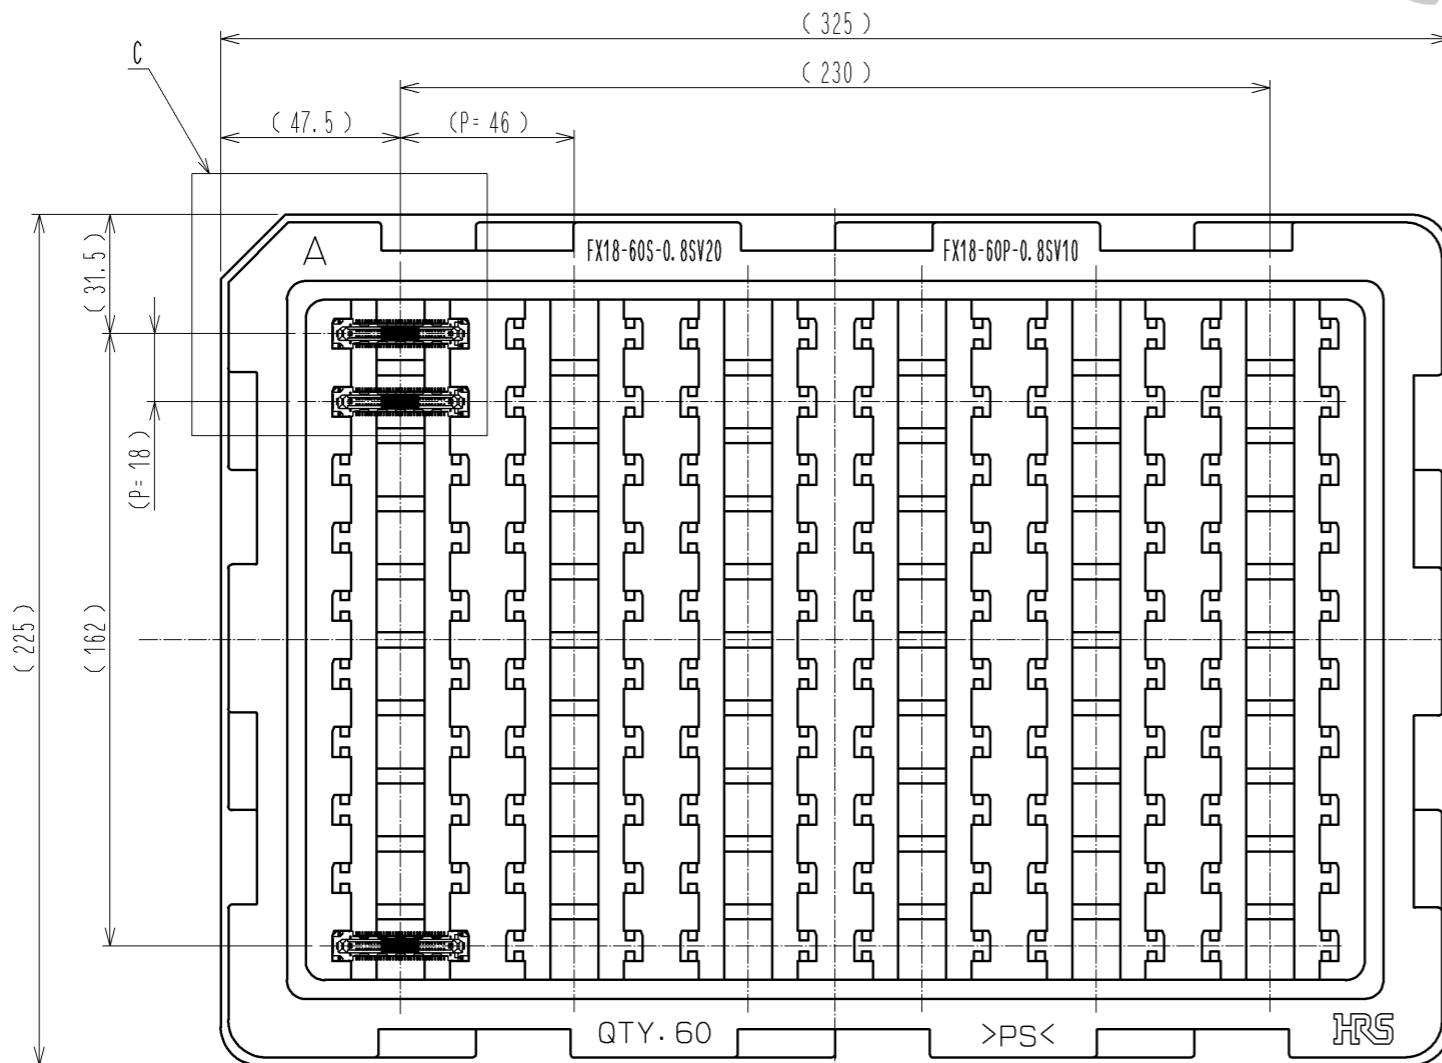 ( 325 )
C
( 230 )
( 47.5 )
(P= 46 )
A
FX18-60S-0.8SV20
FX18-60P-0.8SV10
( 31.5 )
(P= 18 )
( 225 )
( 162 )
QTY.60
>PS<
HRS